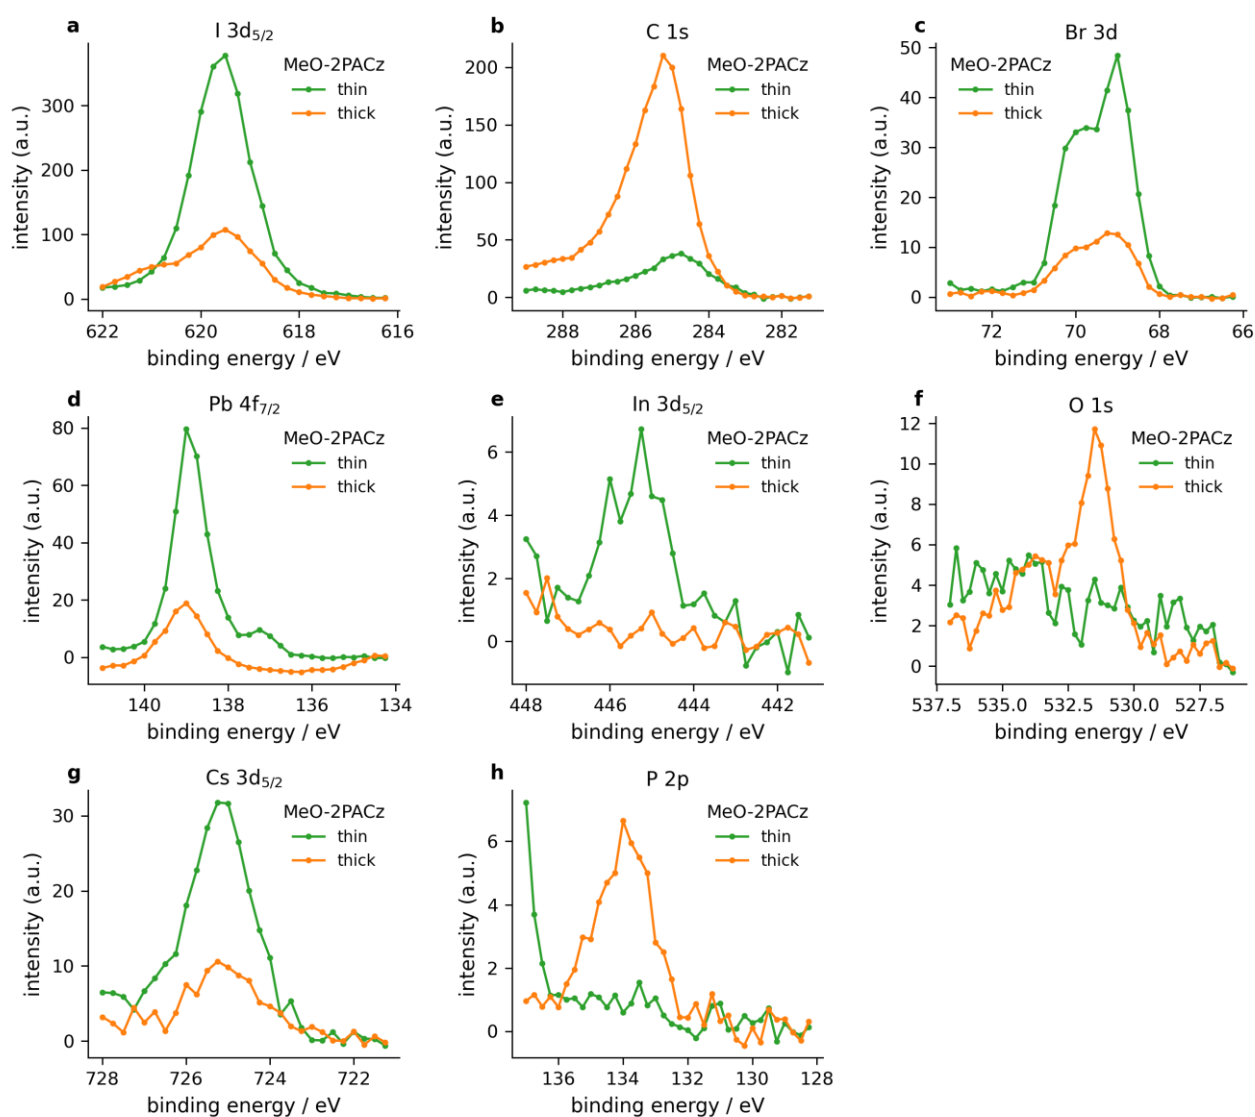 a
I 3d5/2
MeO-2PACz
thin
thick
intensity (a.u.)
300
200
100
0
622
620
618
616
binding energy / eV
b
C 1s
MeO-2PACz
thin
thick
intensity (a.u.)
200
150
100
50
0
288
286
284
282
binding energy / eV
c
Br 3d
MeO-2PACz
thin
thick
intensity (a.u.)
50
40
30
20
10
0
72
70
68
66
binding energy / eV
d
Pb 4f7/2
MeO-2PACz
thin
thick
intensity (a.u.)
80
60
40
20
0
140
138
136
134
binding energy / eV
e
In 3d5/2
MeO-2PACz
thin
thick
intensity (a.u.)
6
4
2
0
448
446
444
442
binding energy / eV
f
O 1s
MeO-2PACz
thin
thick
intensity (a.u.)
12
10
8
6
4
2
0
537.5
535.0
532.5
530.0
527.5
binding energy / eV
g
Cs 3d5/2
MeO-2PACz
thin
thick
intensity (a.u.)
30
20
10
0
728
726
724
722
binding energy / eV
h
P 2p
MeO-2PACz
thin
thick
intensity (a.u.)
6
4
2
0
136
134
132
130
128
binding energy / eV